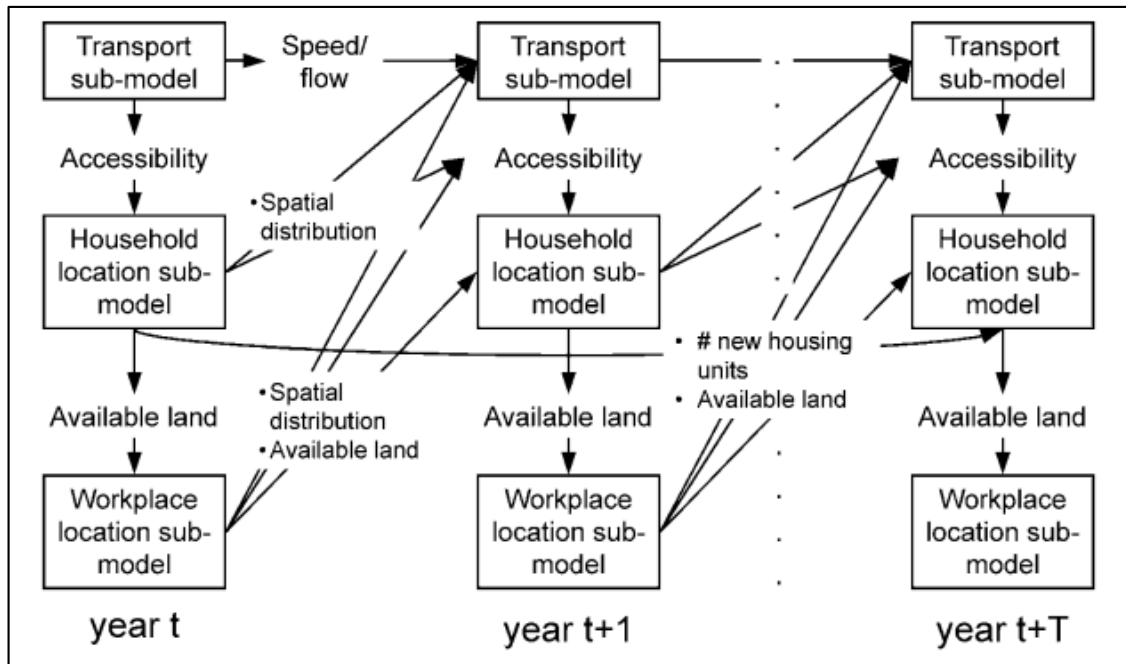 Transport
sub-model
Speed/
flow
Transport
sub-model
Transport
sub-model
Accessibility
Accessibility
Accessibility
• Spatial
distribution
Household
location sub-
model
Household
location sub-
model
Household
location sub-
model
• # new housing
units
• Available land
• Spatial
distribution
• Available land
Available land
Available land
Available land
Workplace
location sub-
model
Workplace
location sub-
model
Workplace
location sub-
model
year t
year t+1
year t+T